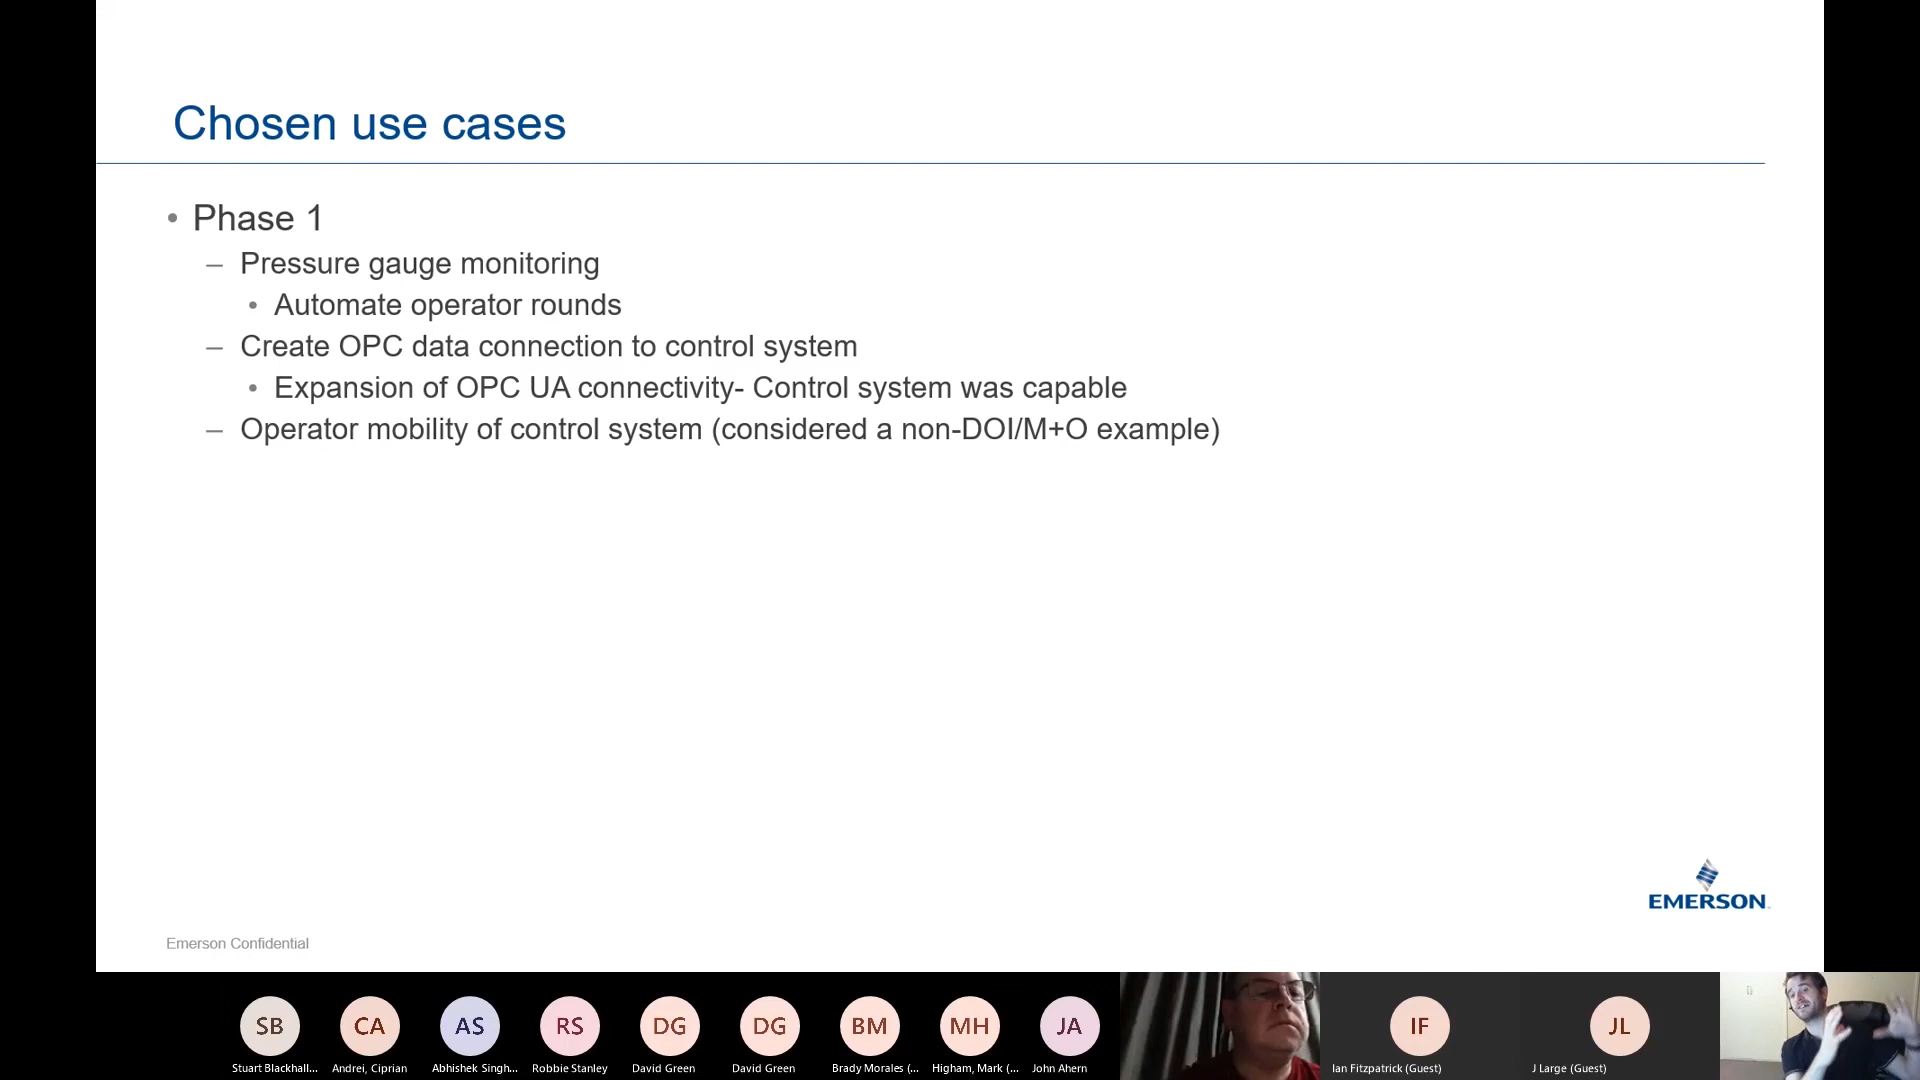 Chosen use cases
• Phase 1
– Pressure gauge monitoring
• Automate operator rounds
– Create OPC data connection to control system
• Expansion of OPC UA connectivity- Control system was capable
– Operator mobility of control system (considered a non-DOI/M+O example)
EMERSON
Emerson Confidential
SB CA AS RS DG DG BM MH JA IF JL
Stuart Blackhall... Andrei, Ciprian Abhishek Singh... Robbie Stanley David Green David Green Brady Morales (... Higham, Mark (... John Ahern Ian Fitzpatrick (Guest) J Large (Guest)